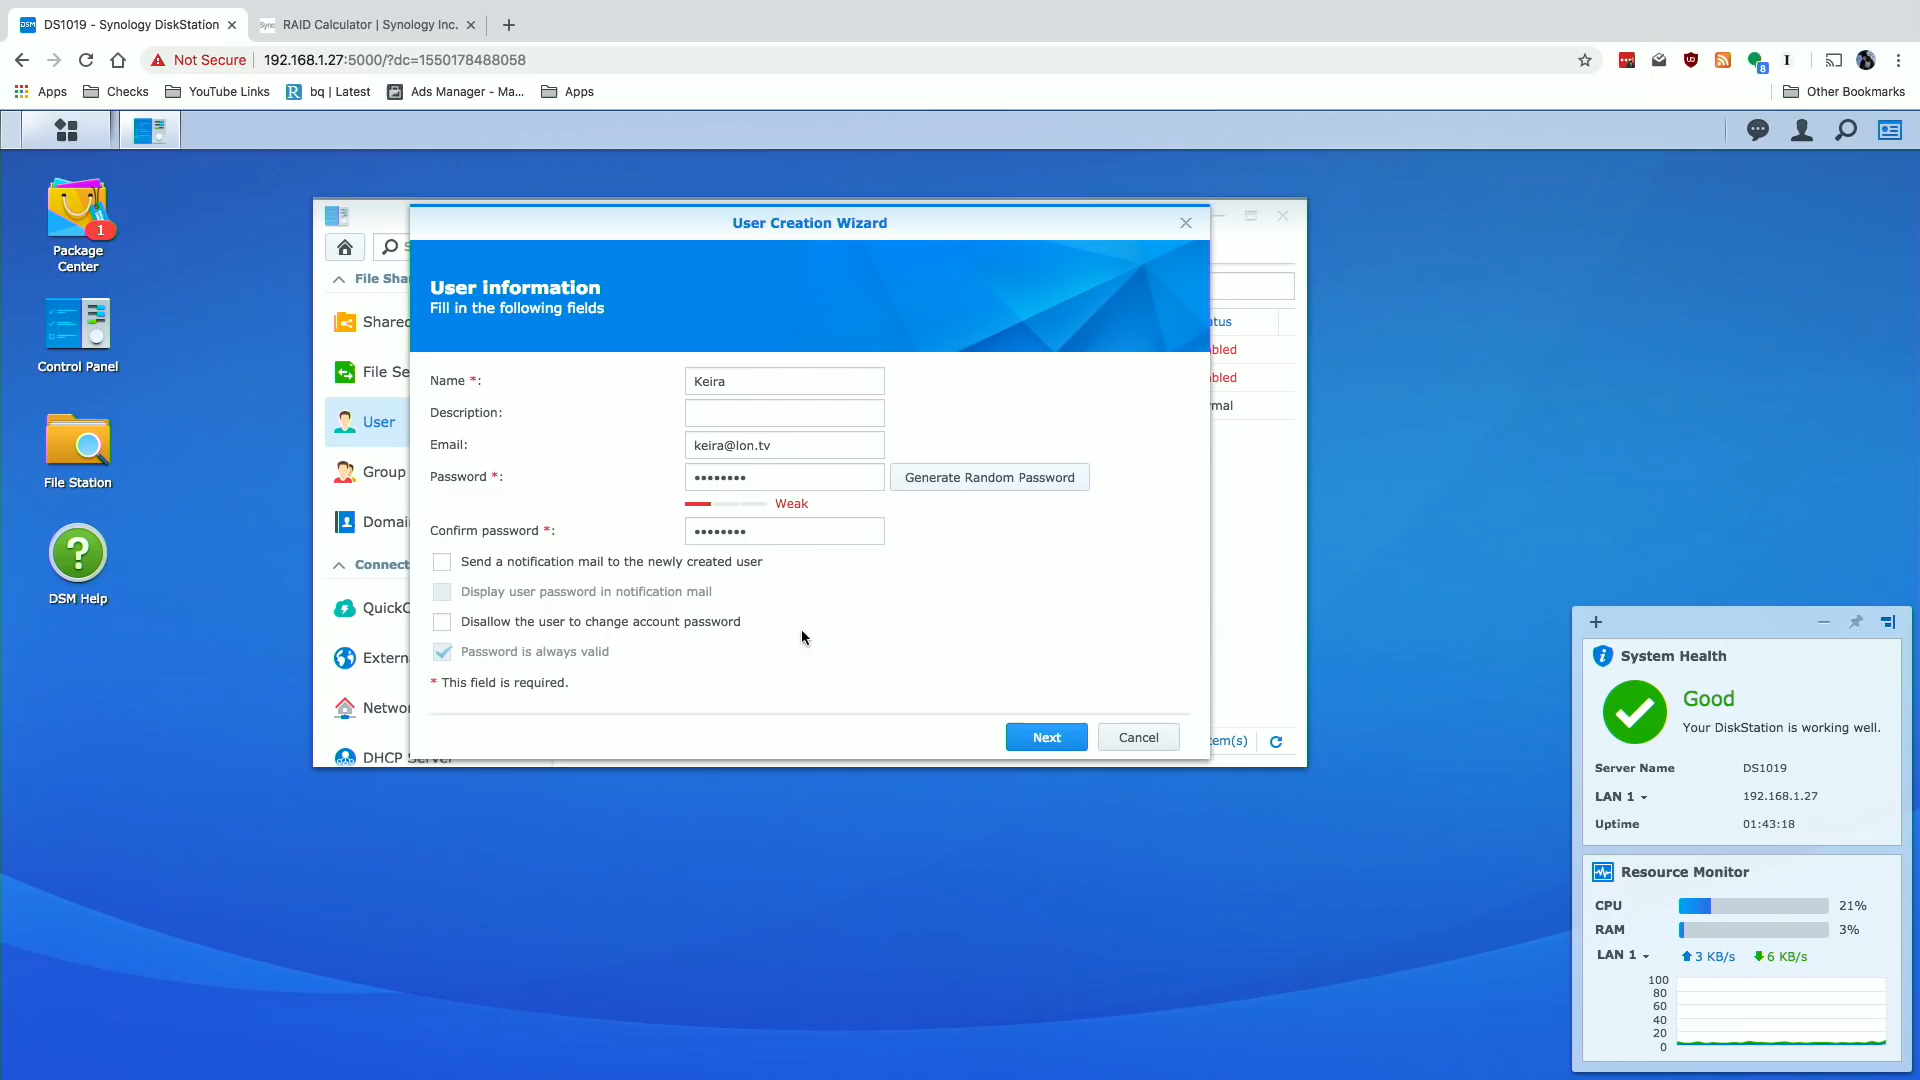 DSM DS1019 - Synology DiskStation
RAID Calculator | Synology Inc.
Not Secure 192.168.1.27:5000/?dc=1550178488058
8
Apps Checks YouTube Links bq | Latest Ads Manager - Ma... Apps Other Bookmarks
1
Package
Center
Control Panel
File Station
DSM Help
User Creation Wizard
User information
Fill in the following fields
File Sha
Shared
File Se
User
Group
Domai
Connect
QuickC
Extern
Networ
DHCP Server
Name *: Keira
Description:
Email: keira@lon.tv
Password *: •••••••• Generate Random Password
Weak
Confirm password *: ••••••••
Send a notification mail to the newly created user
Display user password in notification mail
Disallow the user to change account password
Password is always valid
* This field is required.
Next Cancel
atus
bled
bled
mal
tem(s)
System Health
Good
Your DiskStation is working well.
Server Name DS1019
LAN 1 192.168.1.27
Uptime 01:43:18
Resource Monitor
CPU 21%
RAM 3%
LAN 1 3 KB/s 6 KB/s
100
80
60
40
20
0